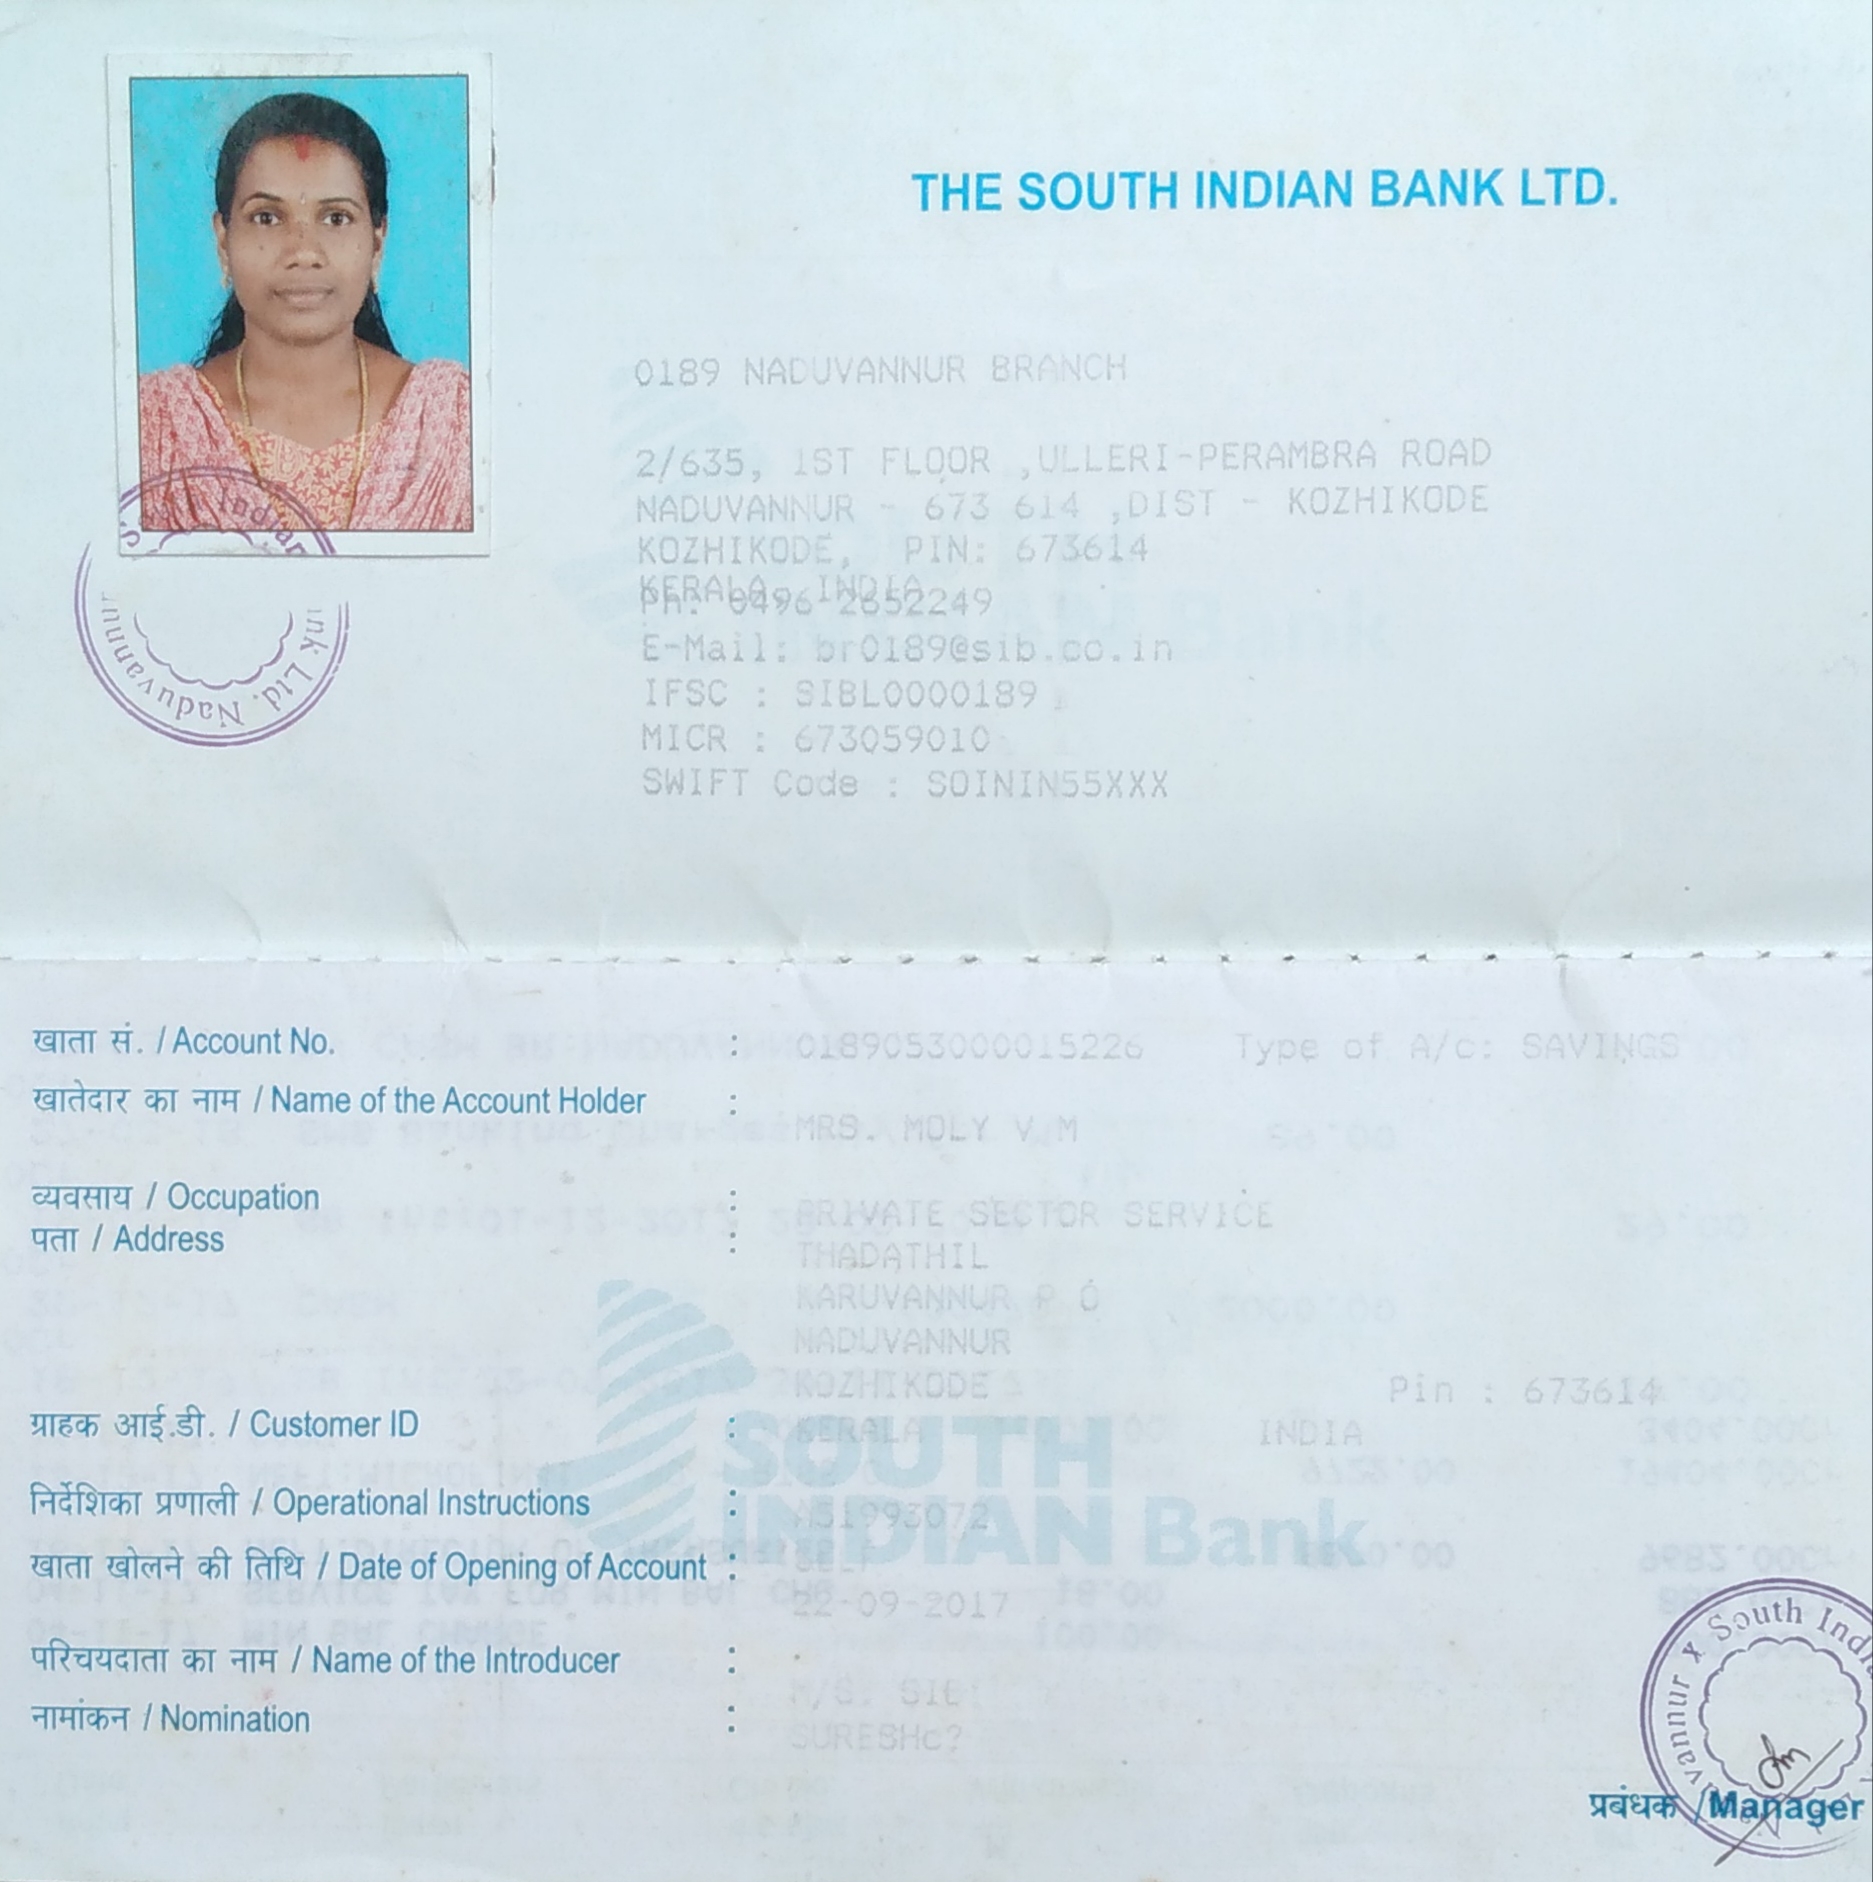 THE SOUTH INDIAN BANK LTD.
0189 NADUVANNUR BRANCH
2/635, 1ST FLOOR ,ULLERI-PERAMBRA ROAD
NADUVANNUR - 673 614 ,DIST - KOZHIKODE
KOZHIKODE, PIN: 673614
KERALA, INDIA
Ph: 0496 2652249
E-Mail: br0189@sib.co.in
IFSC : SIBL0000189
MICR : 673059010
SWIFT Code : SOININ55XXX
South Indian Bank Ltd. Naduvannur
खाता सं. / Account No. : 0189053000015226 Type of A/c: SAVINGS
खातेदार का नाम / Name of the Account Holder :
MRS. MOLY V M
व्यवसाय / Occupation : PRIVATE SECTOR SERVICE
पता / Address : THADATHIL
KARUVANNUR P O
NADUVANNUR
KOZHIKODE Pin : 673614
ग्राहक आई.डी. / Customer ID : KERALA INDIA
SOUTH
INDIAN Bank
निर्देशिका प्रणाली / Operational Instructions : A51993072
खाता खोलने की तिथि / Date of Opening of Account : SELF
22-09-2017
परिचयदाता का नाम / Name of the Introducer :
M/S. SIB
नामांकन / Nomination : SURESHc?
vannur x South India
प्रबंधक / Manager